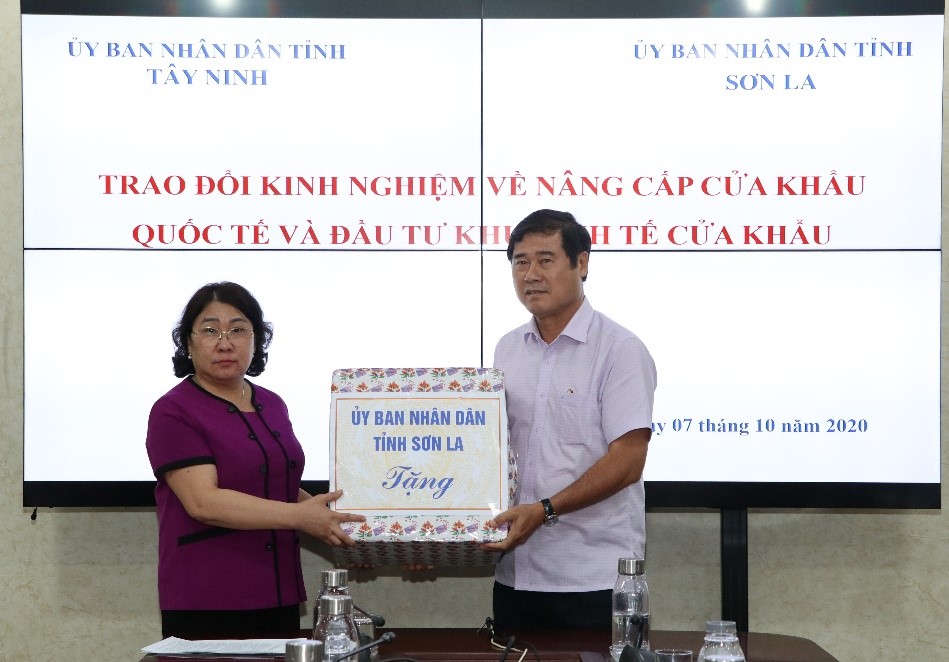 ỦY BAN NHÂN DÂN TỈNH
TÂY NINH
ỦY BAN NHÂN DÂN TỈNH
SƠN LA
TRAO ĐỔI KINH NGHIỆM VỀ NÂNG CẤP CỬA KHẨU
QUỐC TẾ VÀ ĐẦU TƯ TẾ CỬA KHẨU
07 tháng 10 năm 2020
ỦY BAN NHÂN DÂN
TỈNH SƠN LA
Tặng